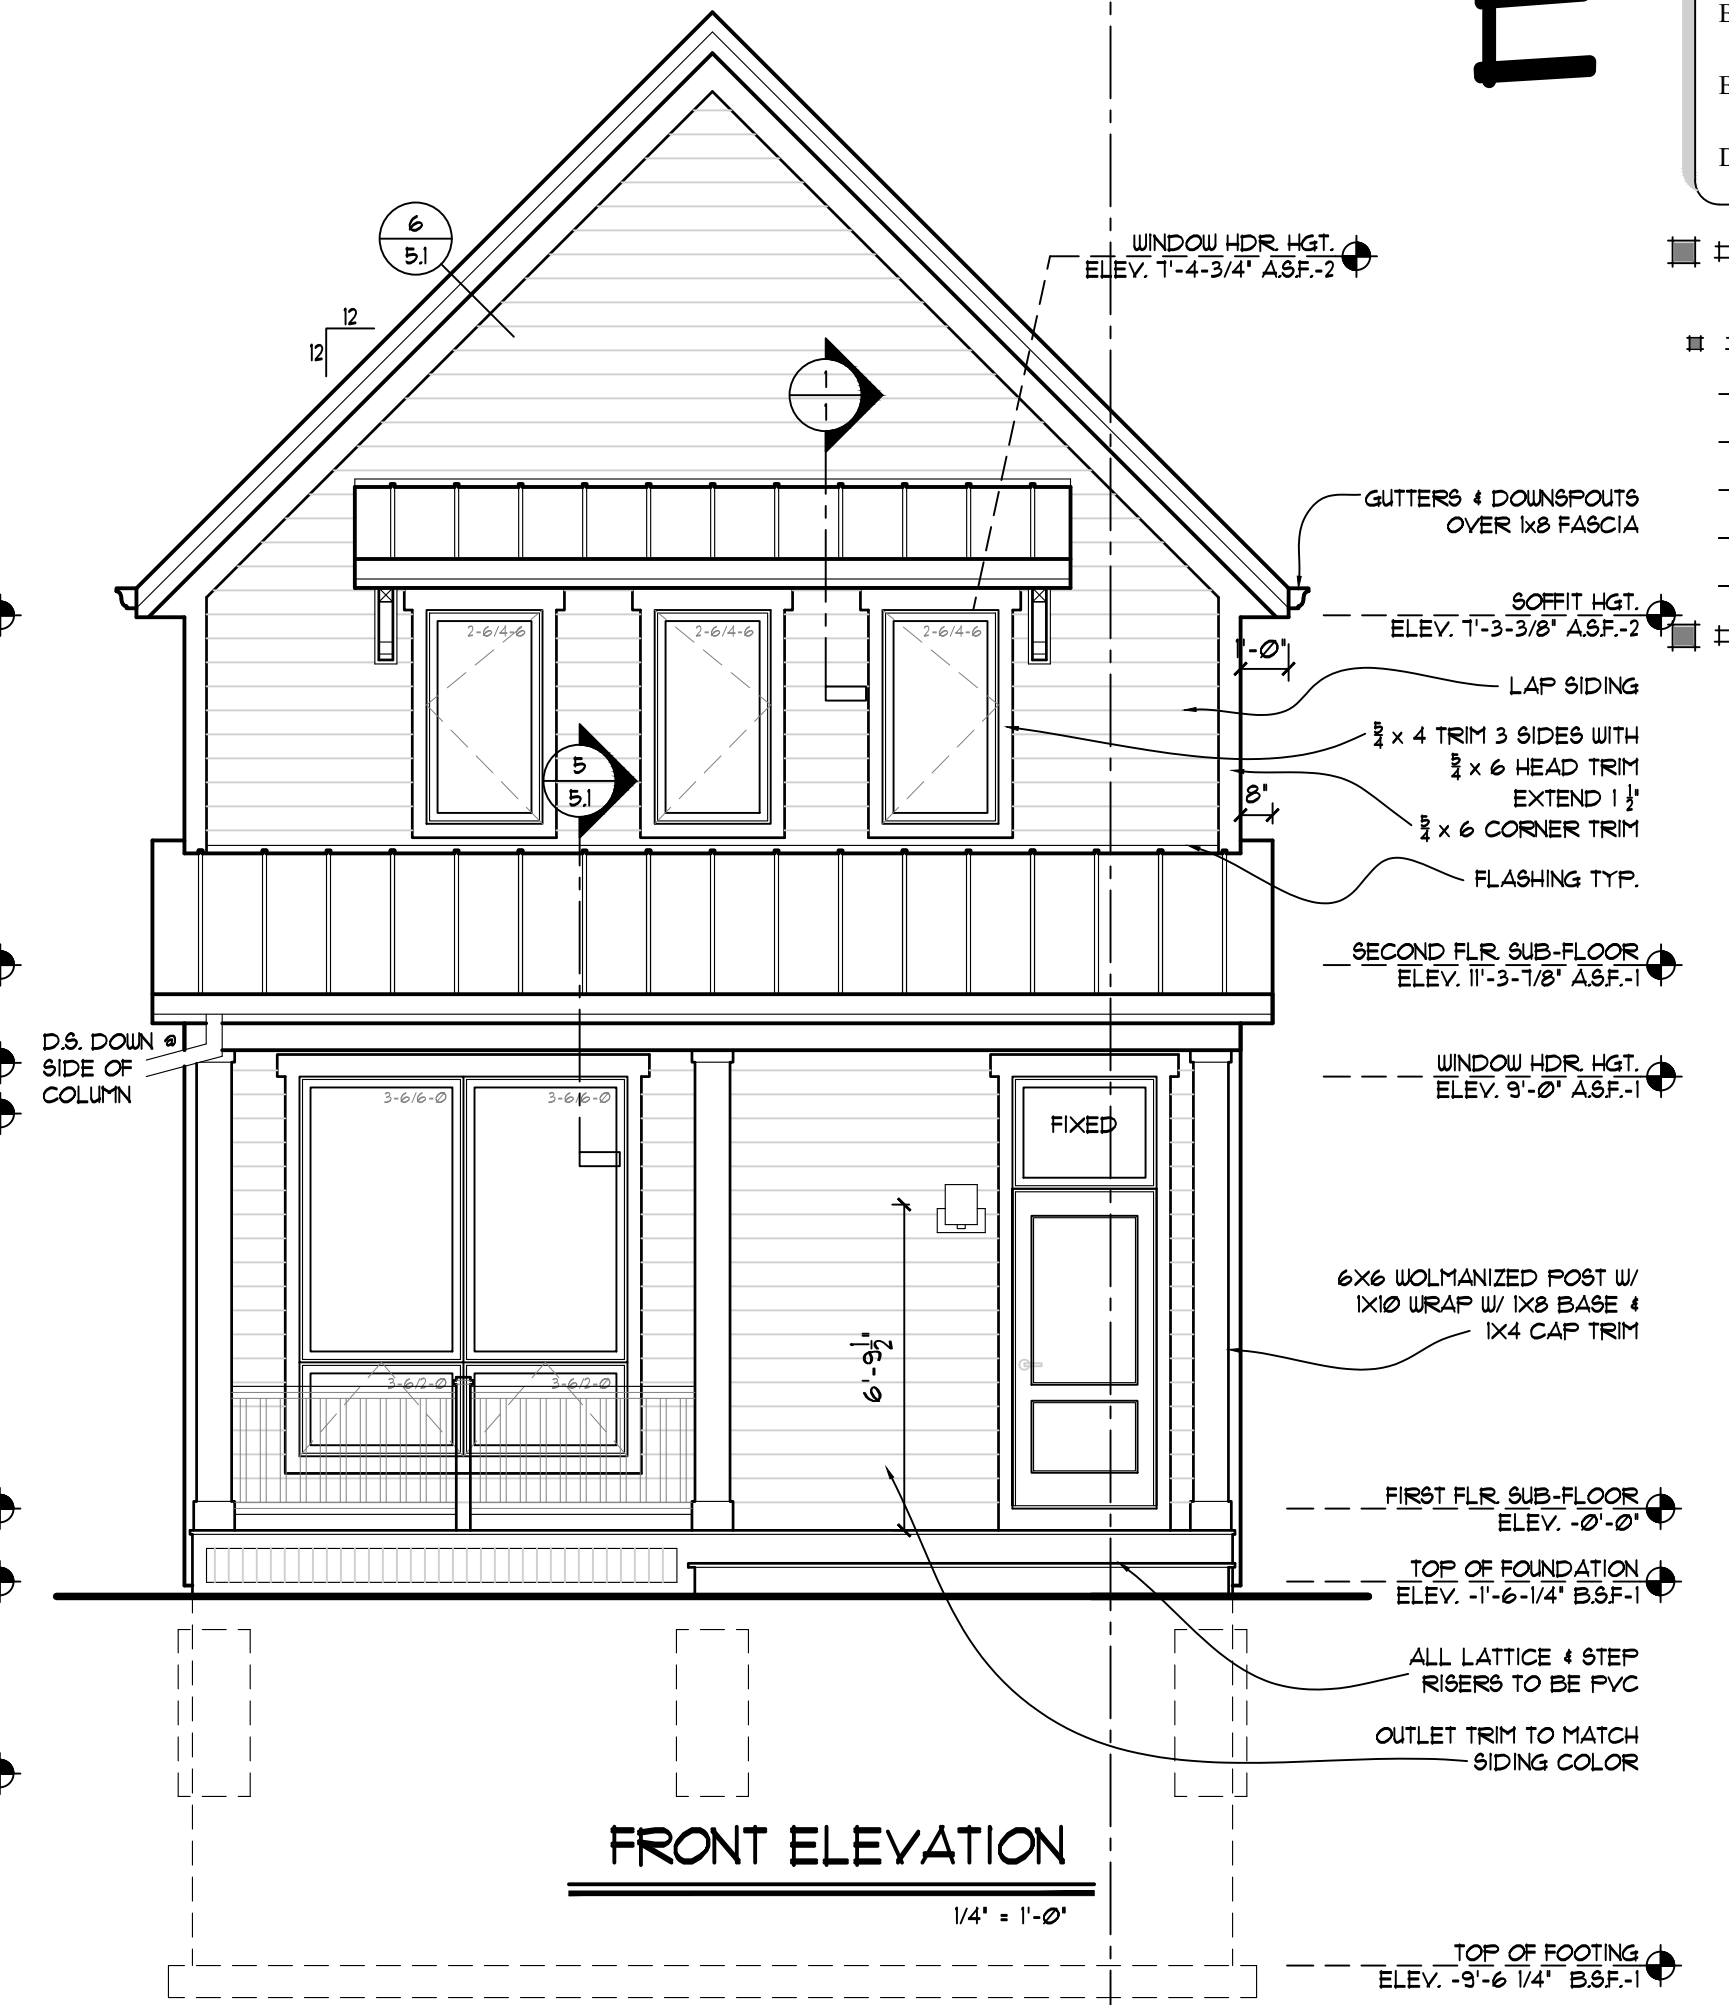 6
5.1
12
12
WINDOW HDR. HGT.
ELEV. 7'-4-3/4" A.S.F.-2
1
1
GUTTERS & DOWNSPOUTS
OVER 1x8 FASCIA
SOFFIT HGT.
ELEV. 7'-3-3/8" A.S.F.-2
2-6/4-6
2-6/4-6
2-6/4-6
1'-0"
LAP SIDING
5/4 x 4 TRIM 3 SIDES WITH
5/4 x 6 HEAD TRIM
EXTEND 1 1/2"
5/4 x 6 CORNER TRIM
5
5.1
8"
FLASHING TYP.
SECOND FLR. SUB-FLOOR
ELEV. 11'-3-7/8" A.S.F.-1
D.S. DOWN @
SIDE OF
COLUMN
WINDOW HDR. HGT.
ELEV. 9'-0" A.S.F.-1
3-6/6-0
3-6/6-0
FIXED
6'-9 1/2"
6X6 WOLMANIZED POST W/
1X10 WRAP W/ 1X8 BASE &
1X4 CAP TRIM
3-6/2-0
3-6/2-0
FIRST FLR. SUB-FLOOR
ELEV. -0'-0"
TOP OF FOUNDATION
ELEV. -1'-6-1/4" B.S.F-1
ALL LATTICE & STEP
RISERS TO BE PVC
OUTLET TRIM TO MATCH
SIDING COLOR
FRONT ELEVATION
1/4" = 1'-0"
TOP OF FOOTING
ELEV. -9'-6 1/4" B.S.F.-1